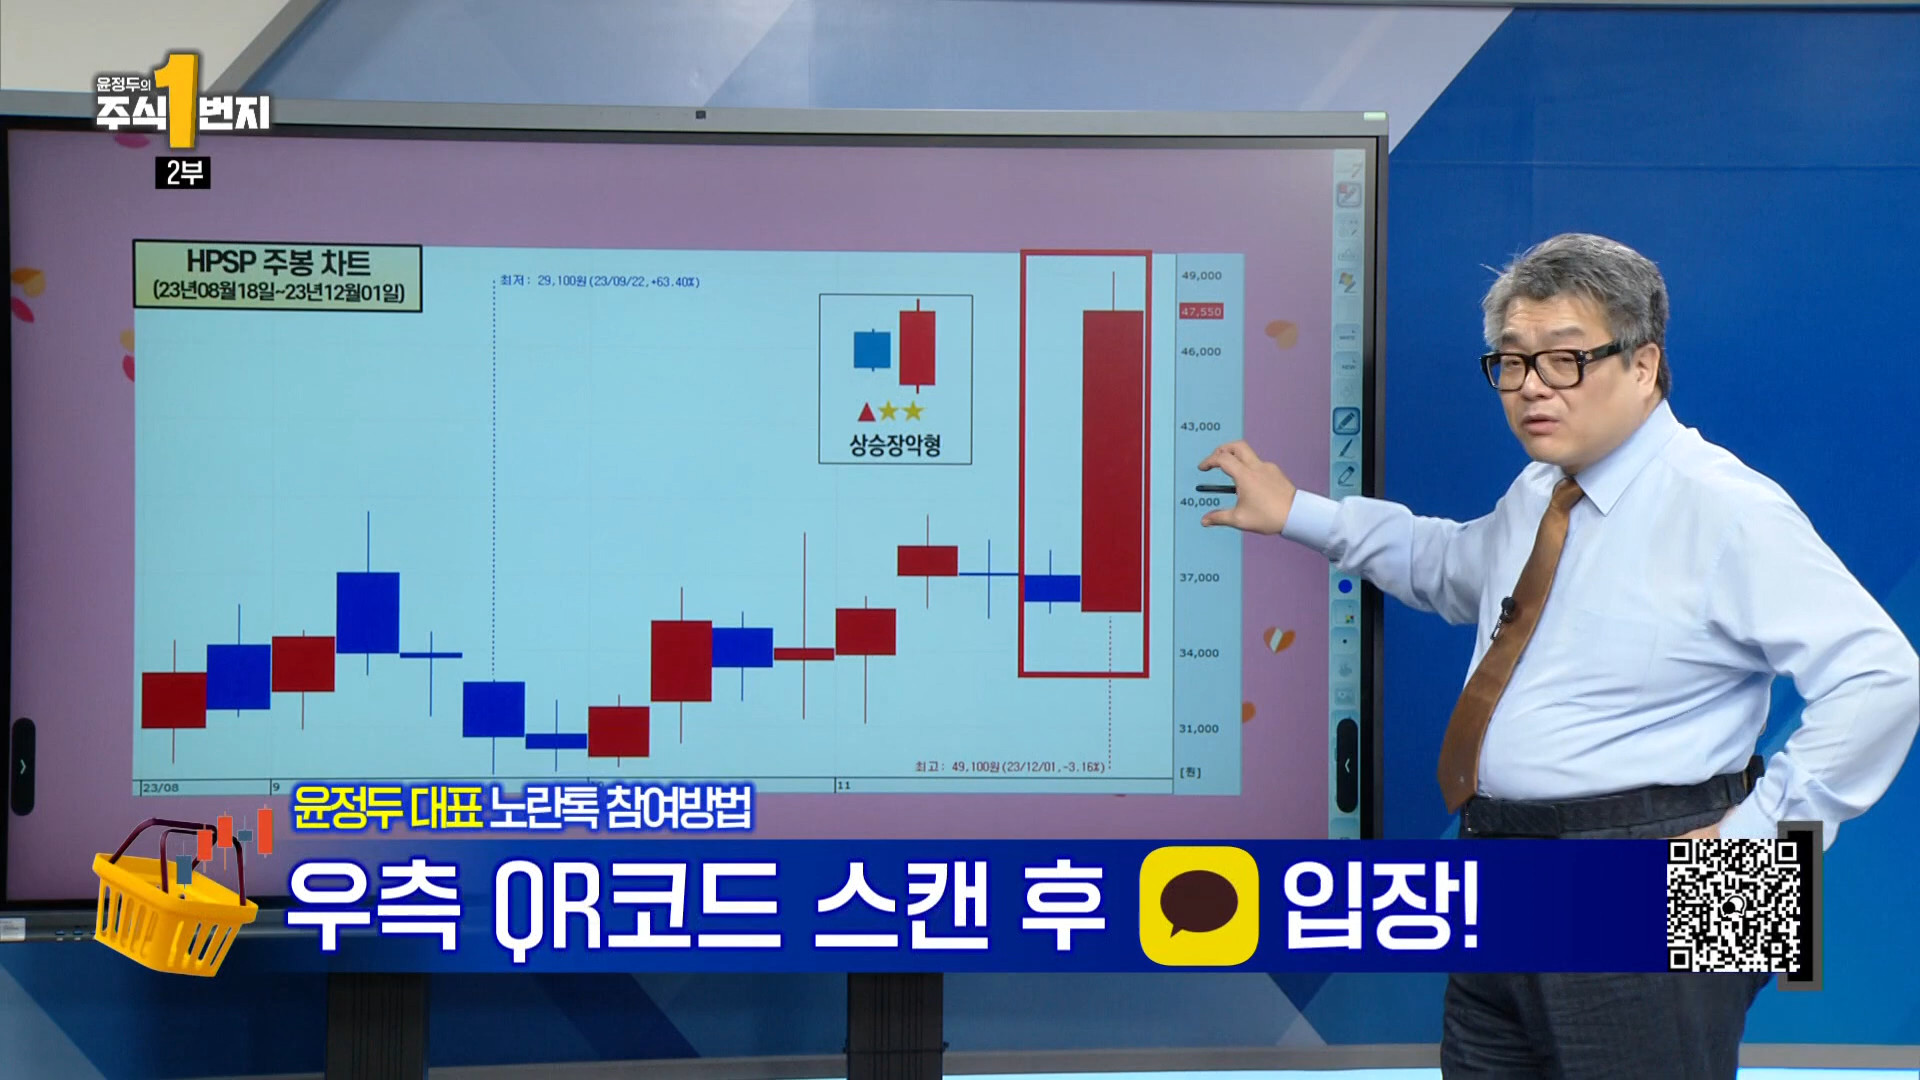 윤정두의
주식1번지
2부
HPSP 주봉 차트
(23년08월18일~23년12월01일)
최저: 29,100원(23/09/22,+63.40%)
▲★★
상승장악형
49,000
47,550
46,000
43,000
40,000
37,000
34,000
31,000
[원]
최고: 49,100원(23/12/01,-3.16%)
23/08
9
11
윤정두 대표 노란톡 참여방법
우측 QR코드 스캔 후 입장!